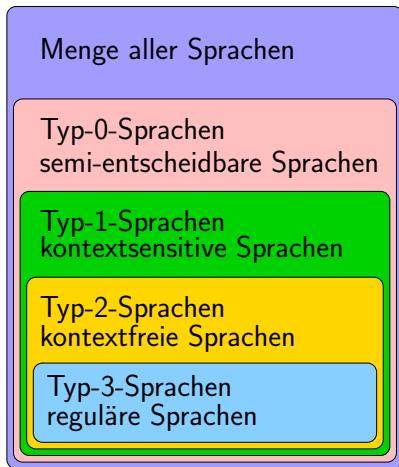 Menge aller Sprachen
Typ-0-Sprachen
semi-entscheidbare Sprachen
Typ-1-Sprachen
kontextsensitive Sprachen
Typ-2-Sprachen
kontextfreie Sprachen
Typ-3-Sprachen
reguläre Sprachen